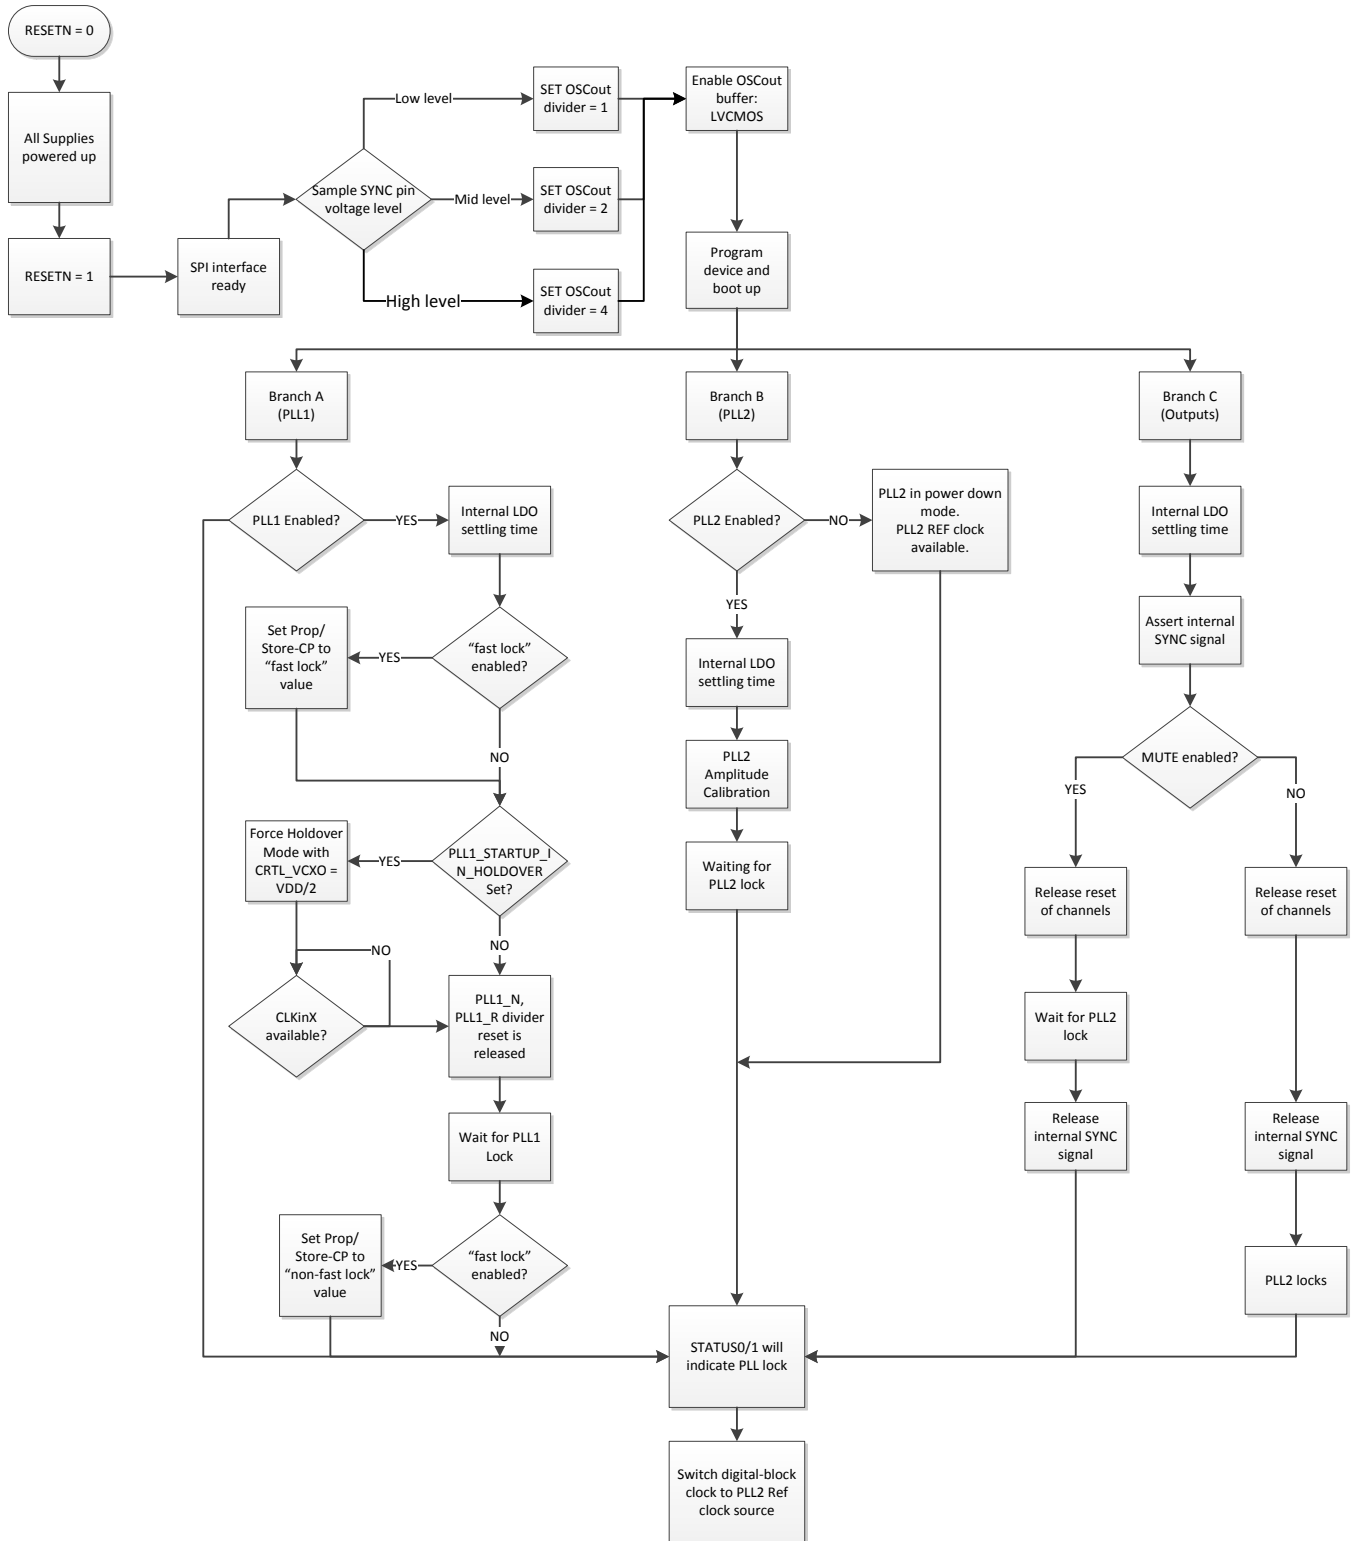 RESETN = 0
All Supplies
powered up
RESETN = 1
SPI interface
ready
Sample SYNC pin
voltage level
Low level
Mid level
High level
SET OSCout
divider = 1
SET OSCout
divider = 2
SET OSCout
divider = 4
Enable OSCout
buffer:
LVCMOS
Program
device and
boot up
Branch A
(PLL1)
PLL1 Enabled?
YES
Internal LDO
settling time
"fast lock"
enabled?
YES
Set Prop/
Store-CP to
"fast lock"
value
NO
PLL1_STARTUP_I
N_HOLDOVER
Set?
YES
Force Holdover
Mode with
CRTL_VCXO =
VDD/2
NO
NO
CLKinX
available?
PLL1_N,
PLL1_R divider
reset is
released
Wait for PLL1
Lock
"fast lock"
enabled?
YES
Set Prop/
Store-CP to
"non-fast lock"
value
NO
Branch B
(PLL2)
PLL2 Enabled?
NO
PLL2 in power down
mode.
PLL2 REF clock
available.
YES
Internal LDO
settling time
PLL2
Amplitude
Calibration
Waiting for
PLL2 lock
Branch C
(Outputs)
Internal LDO
settling time
Assert internal
SYNC signal
MUTE enabled?
YES
Release reset
of channels
Wait for PLL2
lock
Release
internal SYNC
signal
NO
Release reset
of channels
Release
internal SYNC
signal
PLL2 locks
STATUS0/1 will
indicate PLL lock
Switch digital-block
clock to PLL2 Ref
clock source